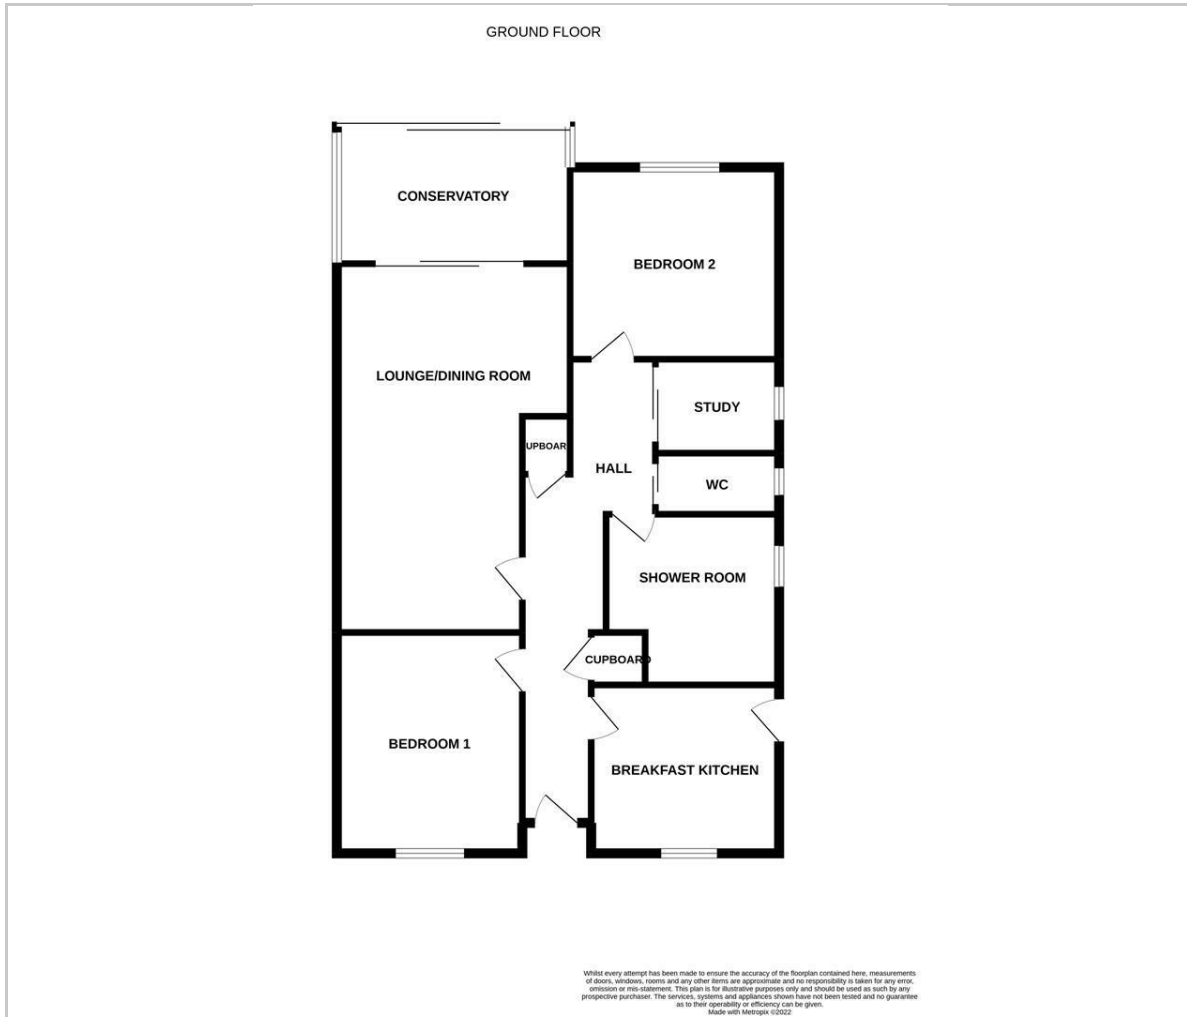 GROUND FLOOR
CONSERVATORY
BEDROOM 2
LOUNGE/DINING ROOM
STUDY
UPBOAR
HALL
WC
SHOWER ROOM
CUPBOARD
BEDROOM 1
BREAKFAST KITCHEN
Whilst every attempt has been made to ensure the accuracy of the floorplan contained here, measurements
of doors, windows, rooms and any other items are approximate and no responsibility is taken for any error,
omission or mis-statement. This plan is for illustrative purposes only and should be used as such by any
prospective purchaser. The services, systems and appliances shown have not been tested and no guarantee
as to their operability or efficiency can be given.
Made with Metropix ©2022